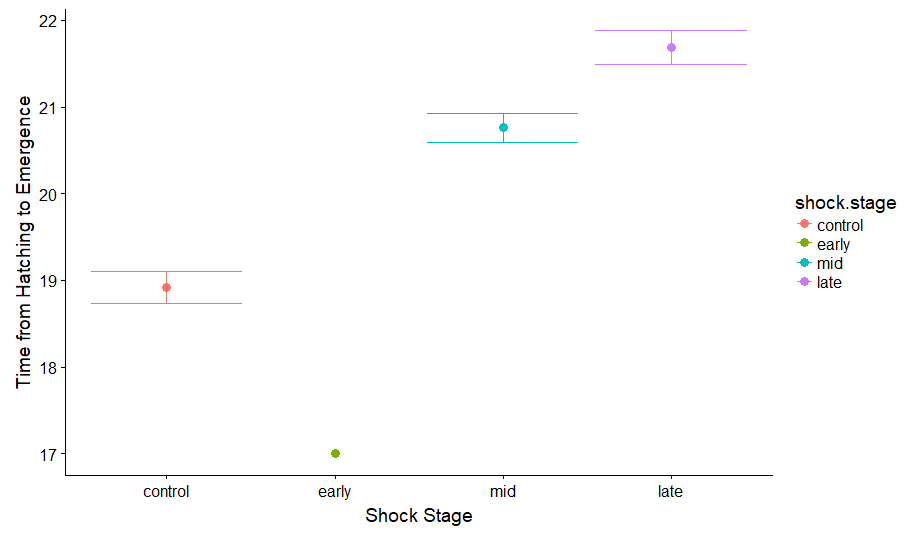 22
21
20
19
18
17
Time from Hatching to Emergence
control early mid late
Shock Stage
shock.stage
control
early
mid
late